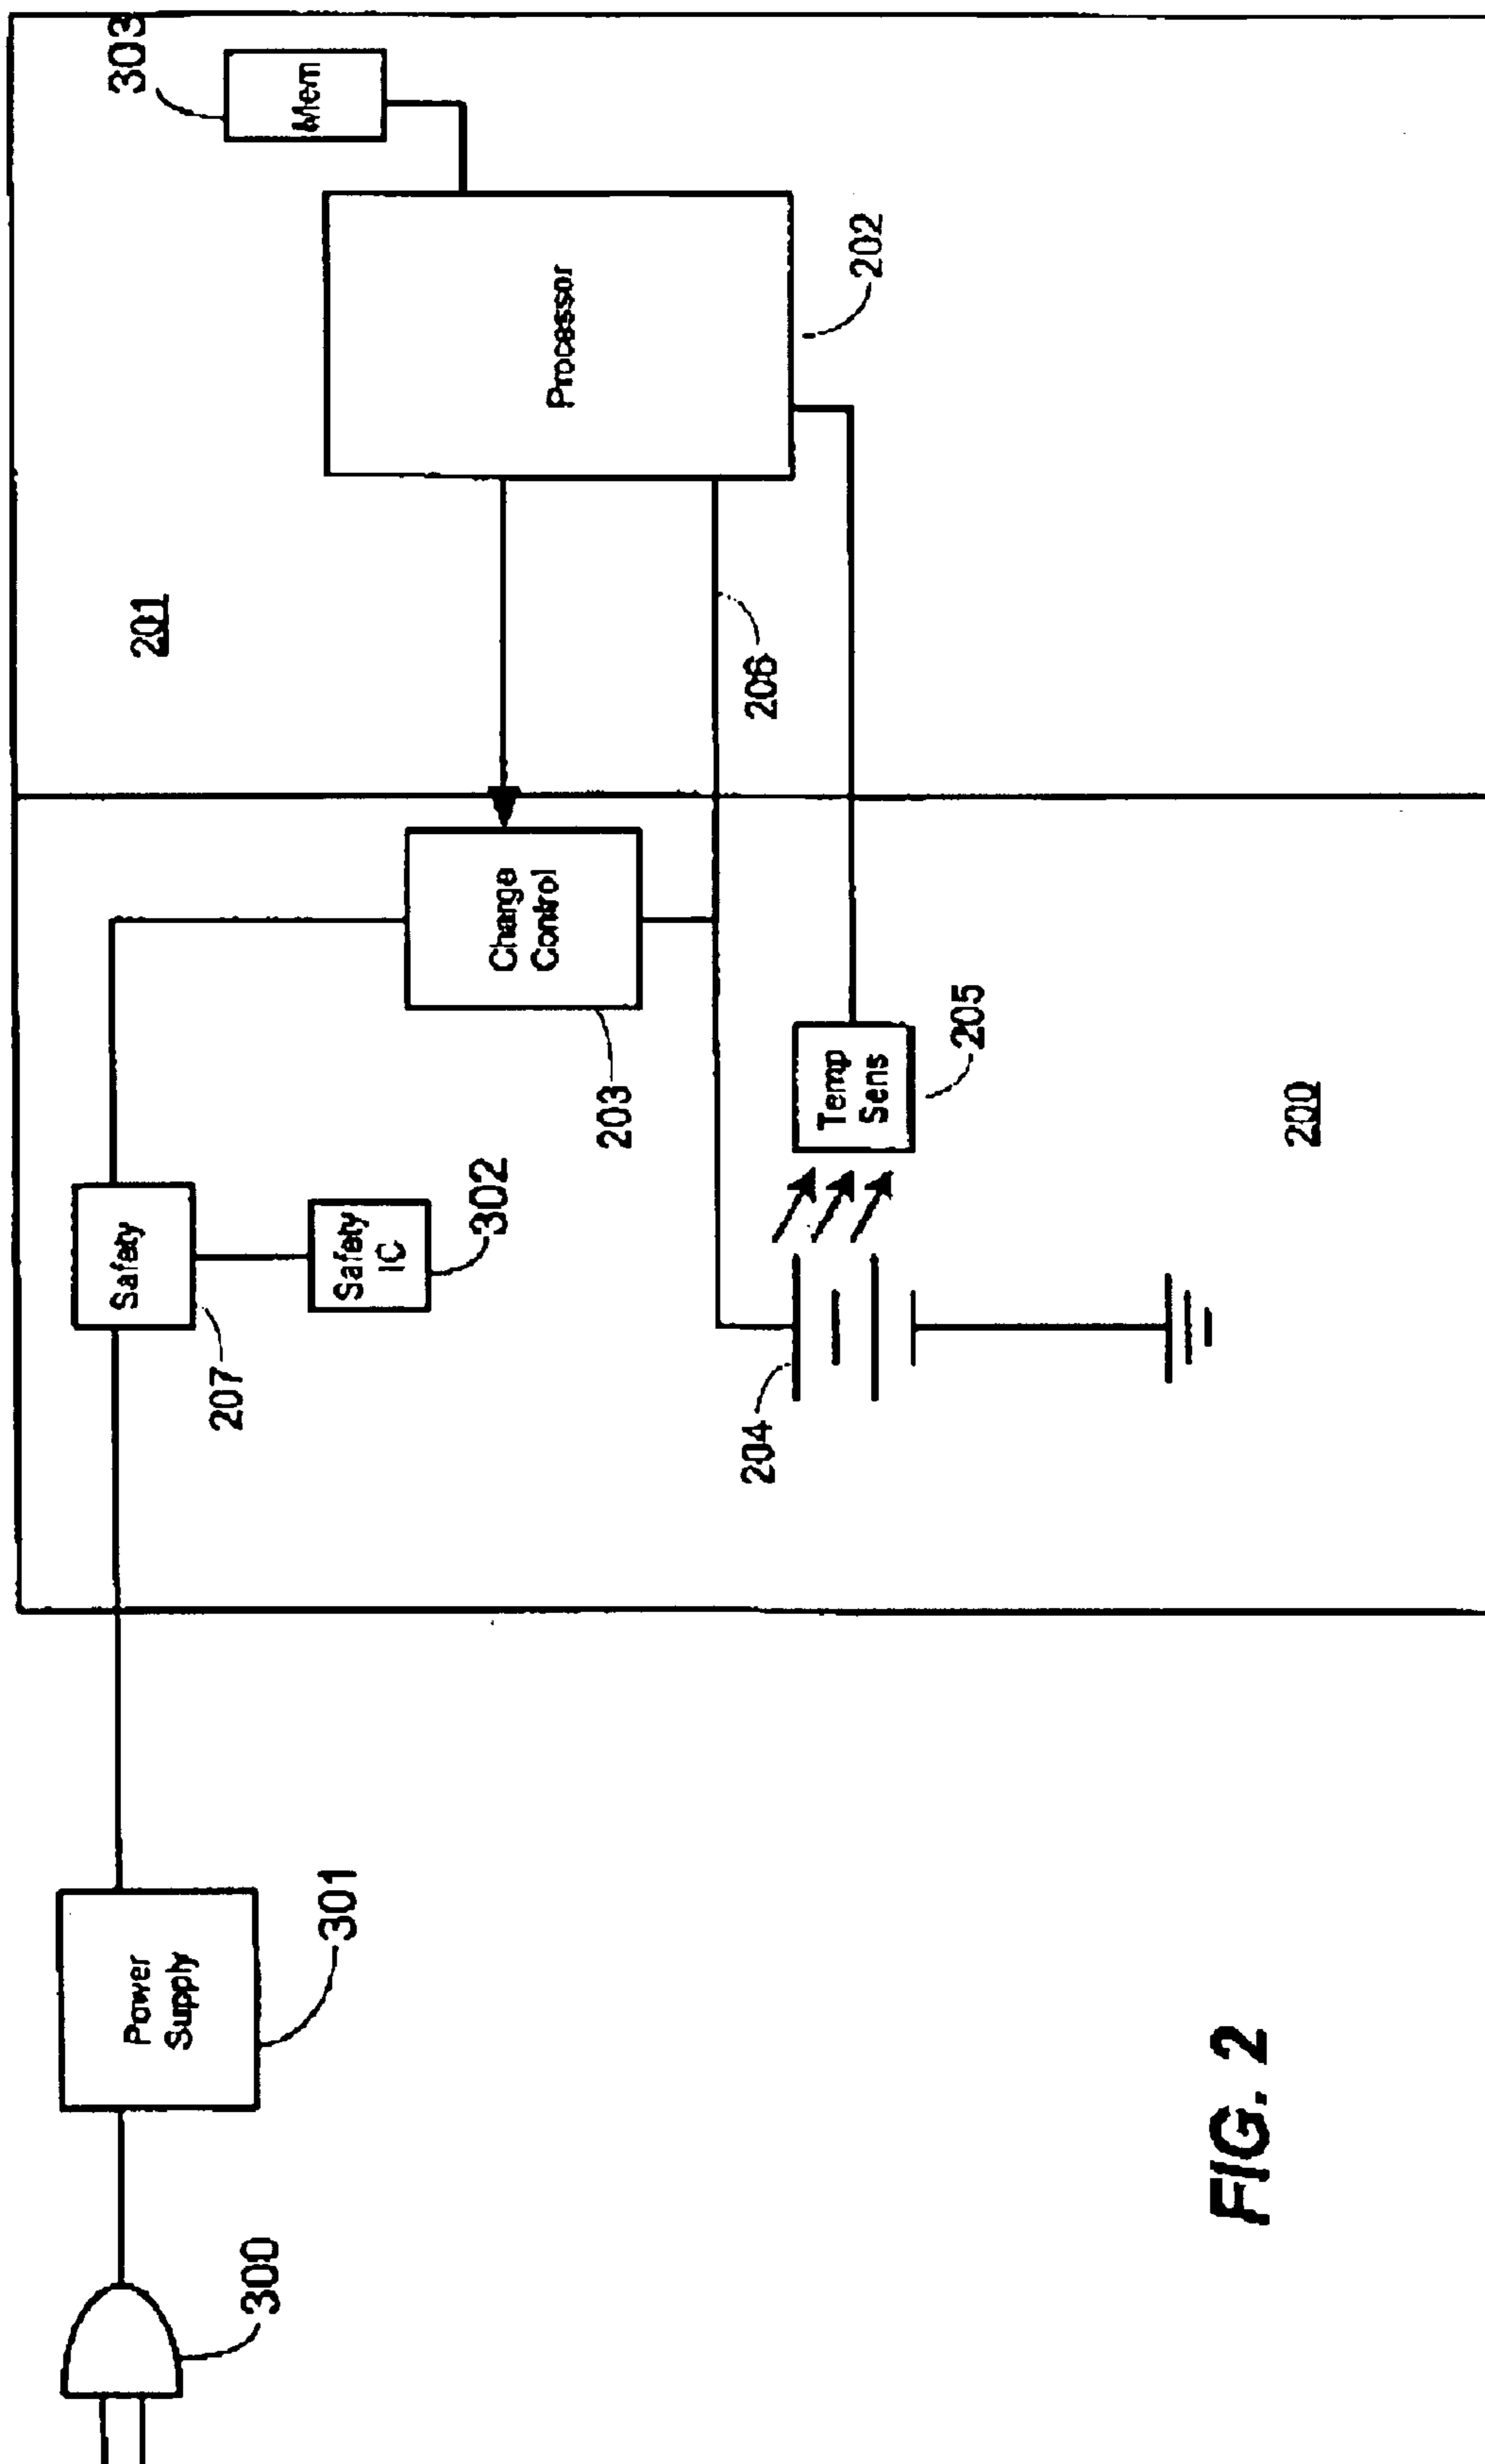 303
Safety
Power
Supply
201
207
300
Mem
301
Safety
IC
302
Charge
Control
Processor
203
204
206
Temp
Sens
202
205
200
FIG. 2